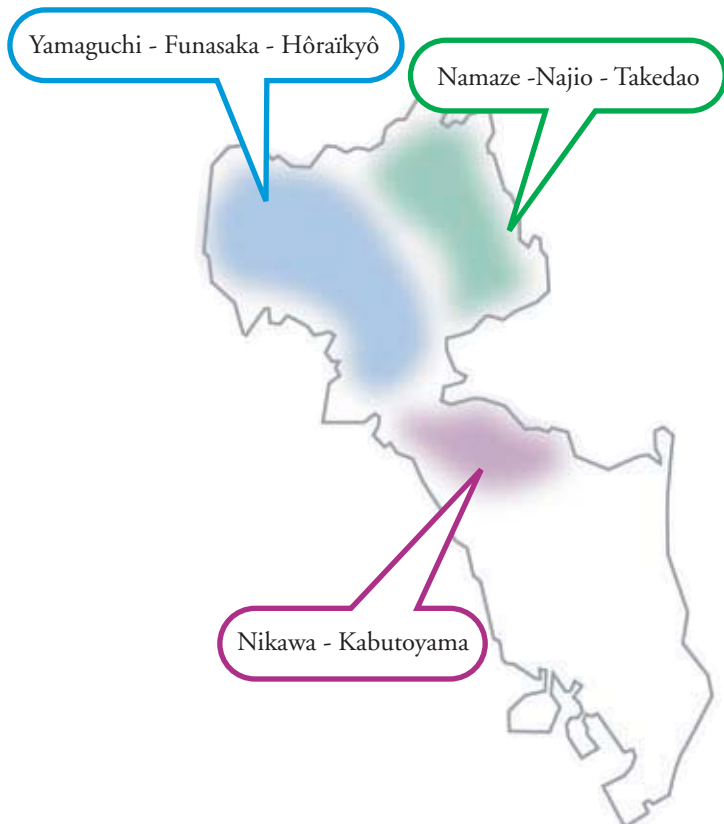 Yamaguchi - Funasaka - Hôraïkyô
Namaze -Najio - Takedao
Nikawa - Kabutoyama